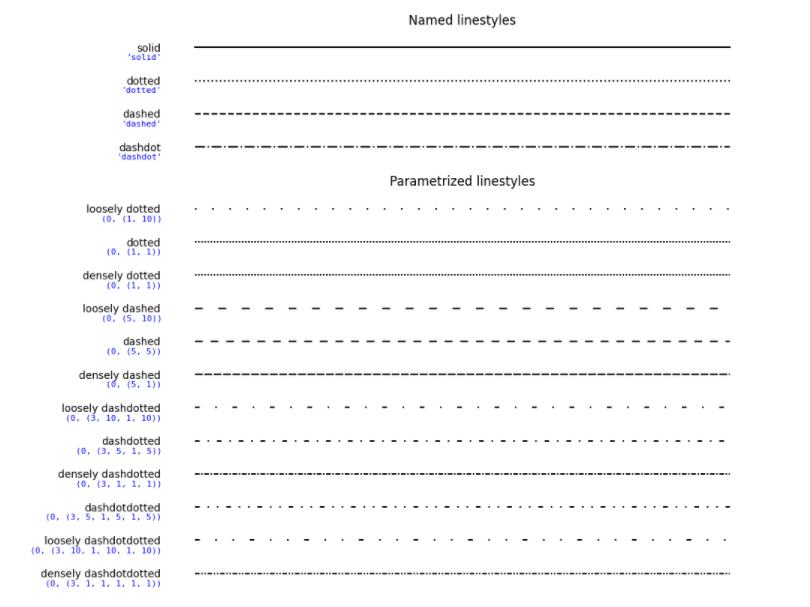 Named linestyles
solid
'solid'
dotted
'dotted'
dashed
'dashed'
dashdot
'dashdot'
Parametrized linestyles
loosely dotted
(0, (1, 10))
dotted
(0, (1, 1))
densely dotted
(0, (1, 1))
loosely dashed
(0, (5, 10))
dashed
(0, (5, 5))
densely dashed
(0, (5, 1))
loosely dashdotted
(0, (3, 10, 1, 10))
dashdotted
(0, (3, 5, 1, 5))
densely dashdotted
(0, (3, 1, 1, 1))
dashdotdotted
(0, (3, 5, 1, 5, 1, 5))
loosely dashdotdotted
(0, (3, 10, 1, 10, 1, 10))
densely dashdotdotted
(0, (3, 1, 1, 1, 1, 1))